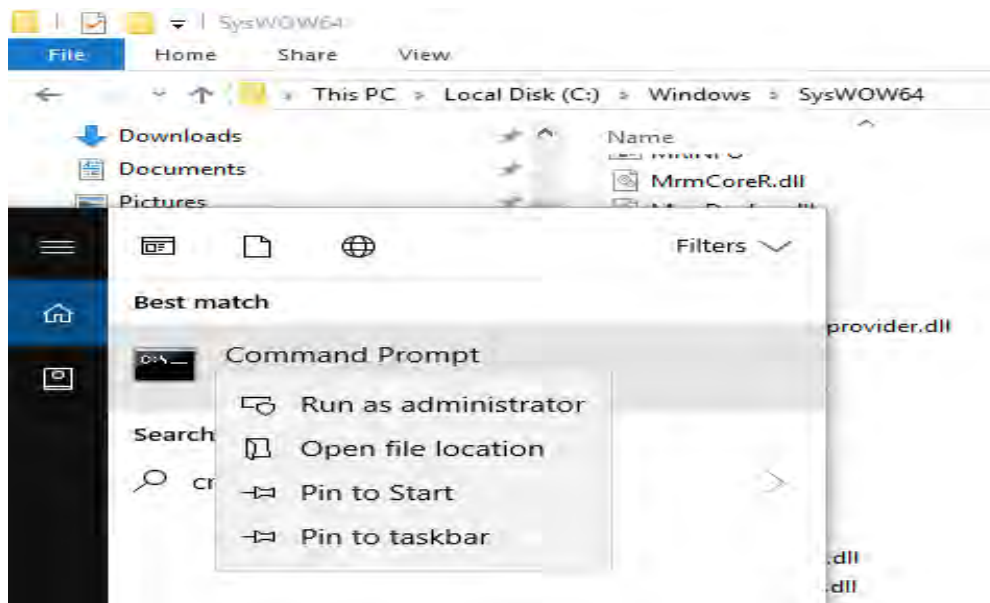 SysWOW64
File Home Share View
This PC > Local Disk (C:) > Windows > SysWOW64
Downloads
Name
Documents
MrmCoreR.dll
Pictures
Filters
Best match
provider.dll
C:\
Command Prompt
Run as administrator
Search
Open file location
cr
Pin to Start
Pin to taskbar
.dll
.dll